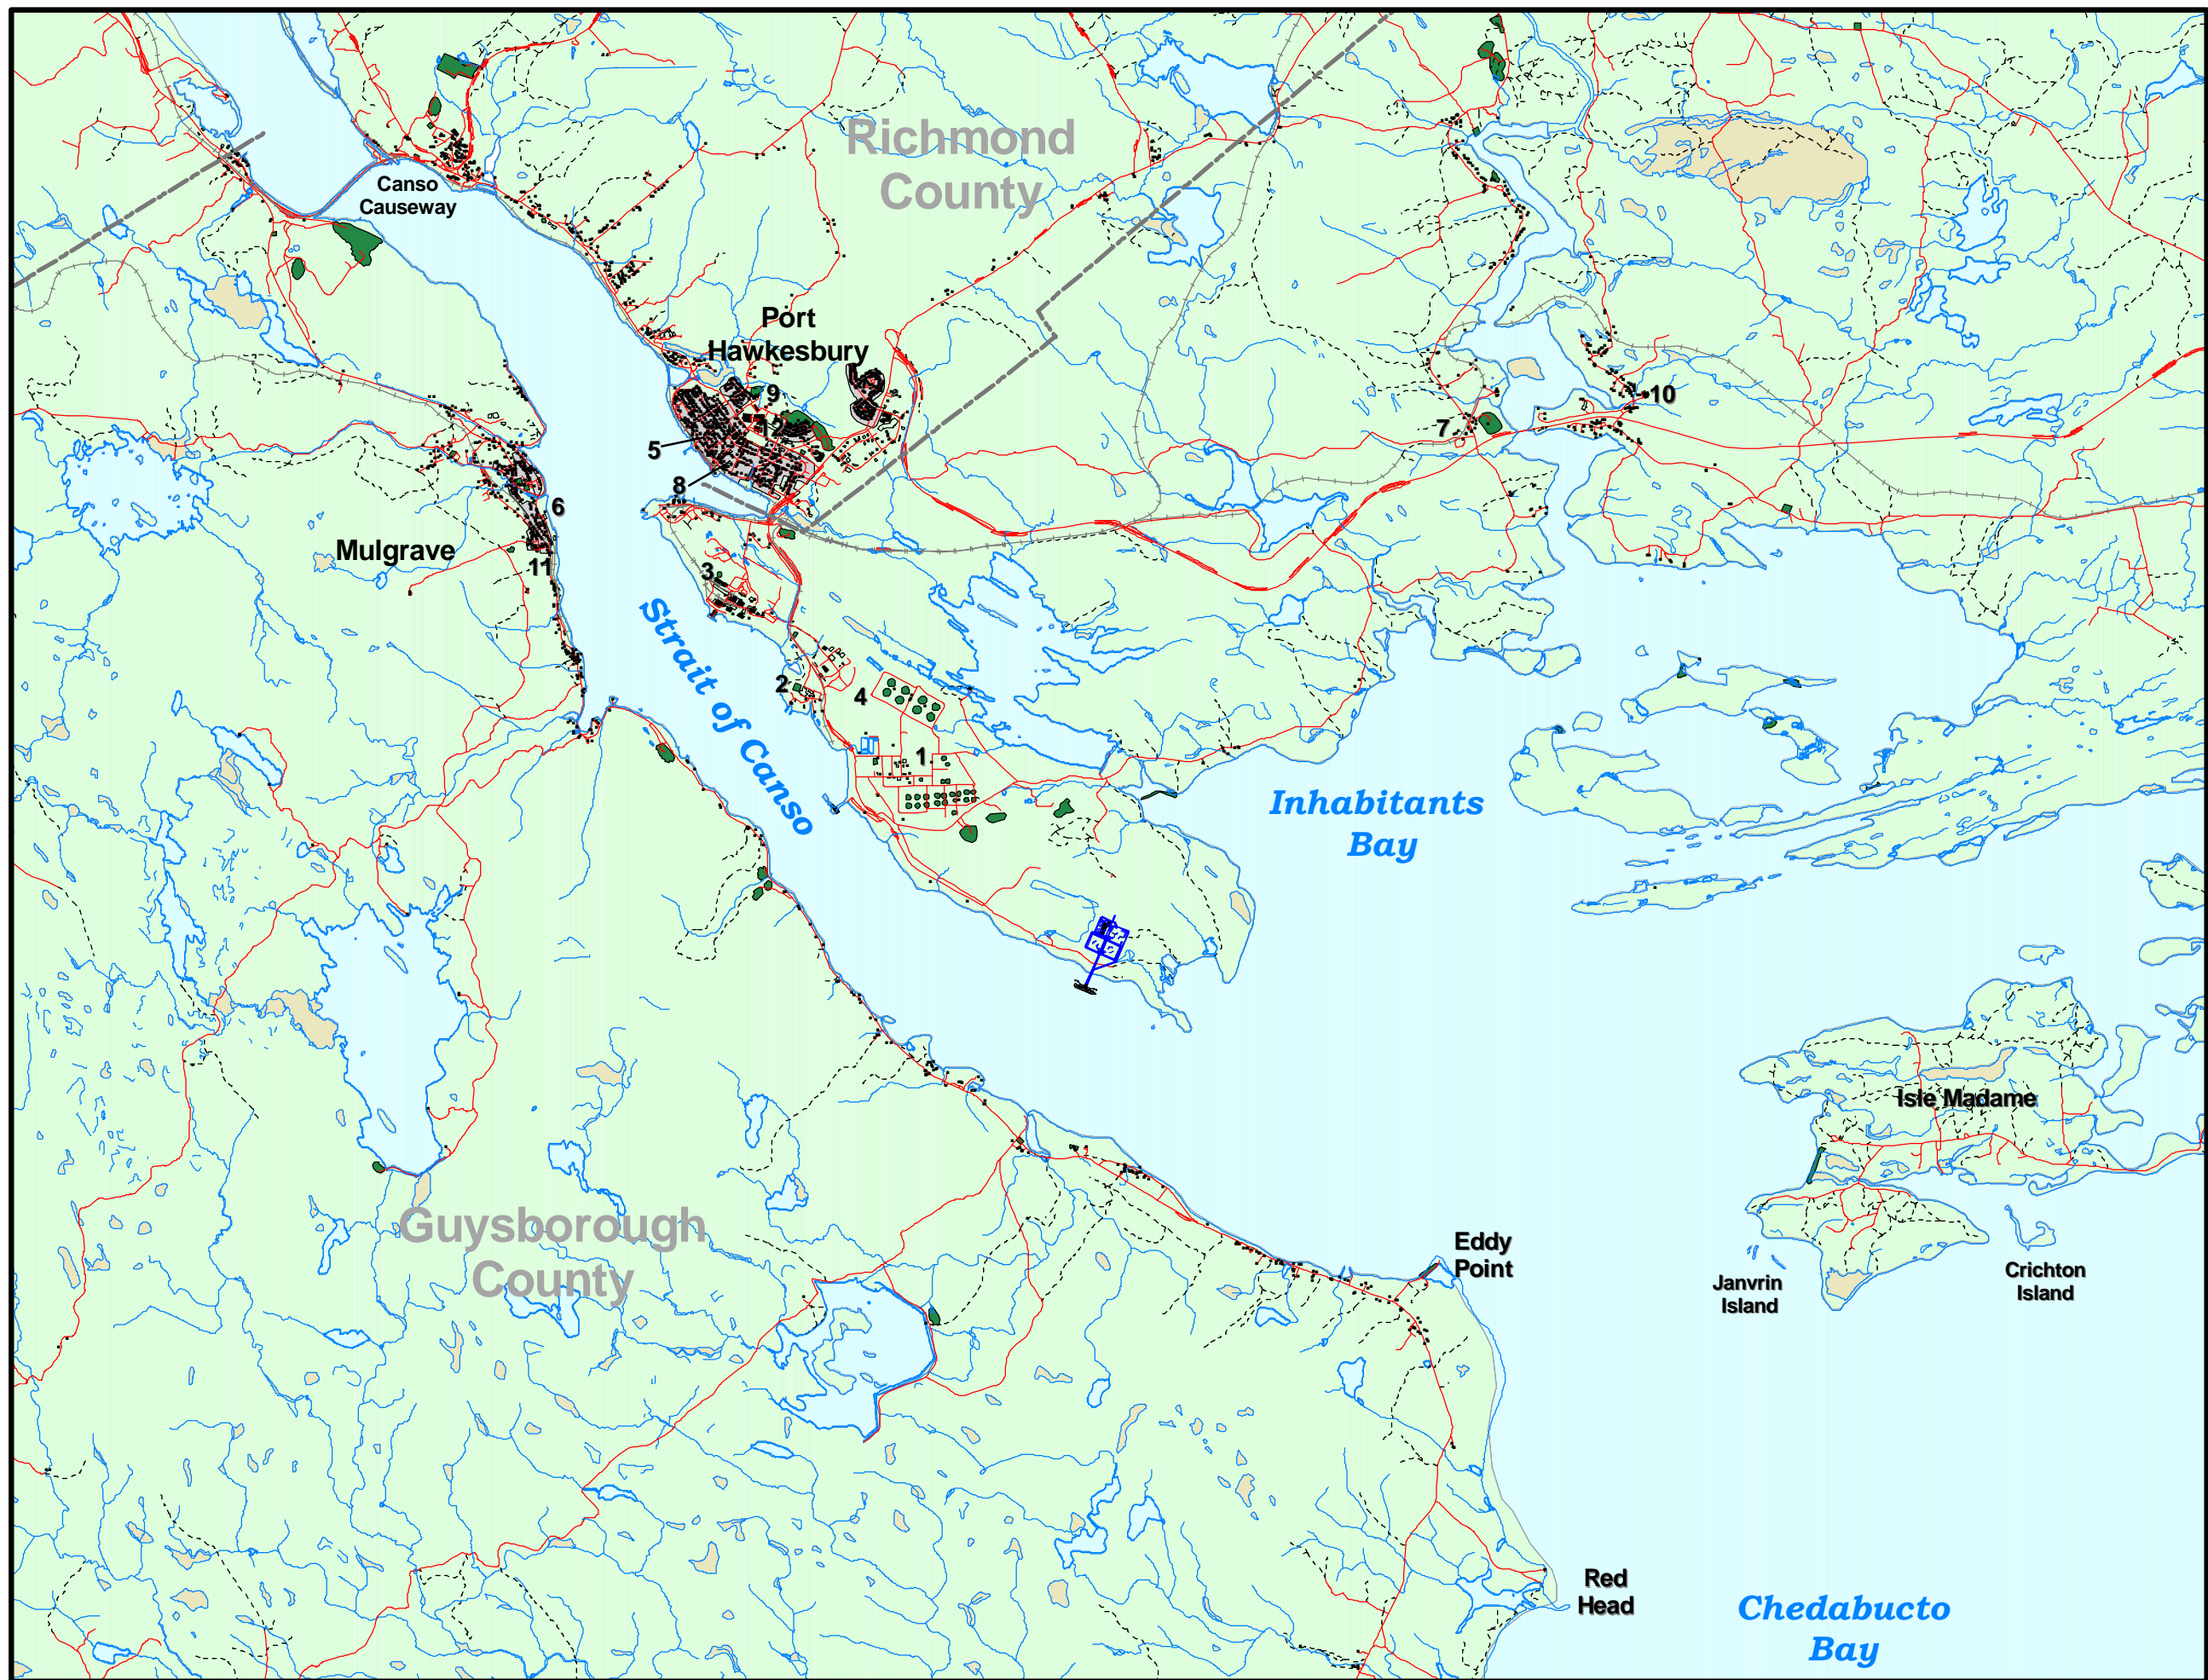 Richmond
County
Canso
Causeway
Port
Hawkesbury
9
12
5
8
10
7
6
Mulgrave
11
3
2
4
1
Strait of Canso
Inhabitants
Bay
Isle Madame
Guysborough
County
Eddy
Point
Janvrin
Island
Crichton
Island
Red
Head
Chedabucto
Bay